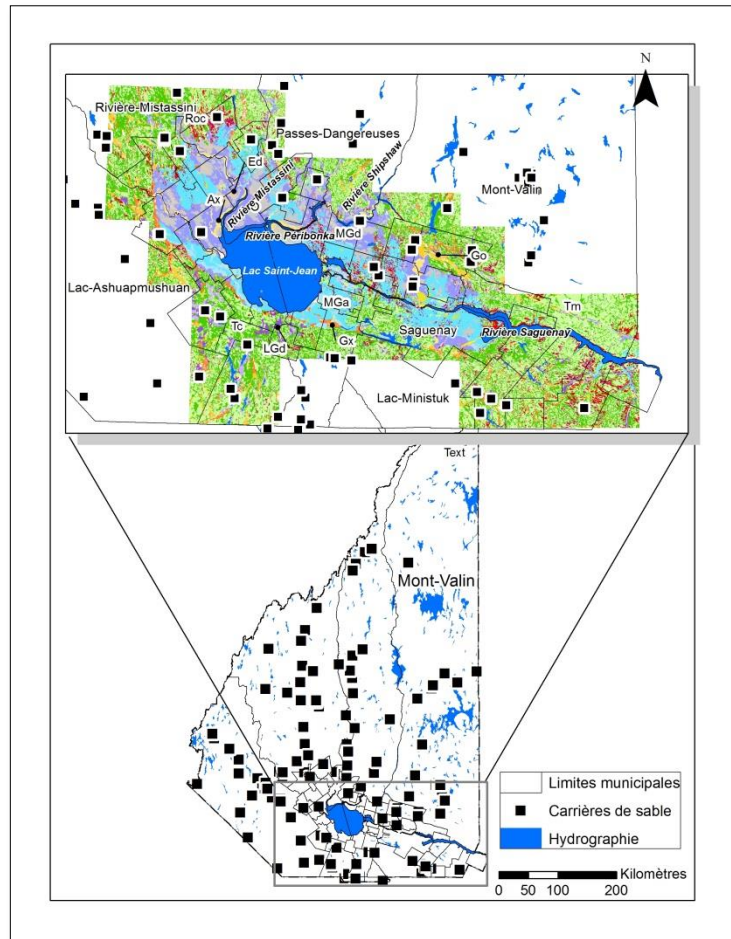 N
Rivière-Mistassini
Roc
Passes-Dangereuses
Ed
Rivière Mistassini
Rivière Shipshaw
Mont-Valin
Ax
MGd
Rivière Péribonka
Go
Lac Saint-Jean
Lac-Ashuapmushuan
MGa
Tm
Tc
Saguenay
Rivière Saguenay
LGd
Gx
Lac-Ministuk
Text
Mont-Valin
Limites municipales
Carrières de sable
Hydrographie
Kilomètres
0 50 100 200